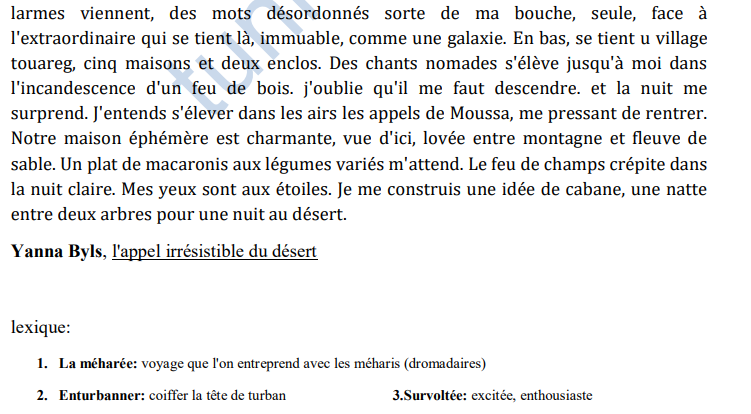 larmes viennent, des mots désordonnés sorte de ma bouche, seule, face à
l'extraordinaire qui se tient là, immuable, comme une galaxie. En bas, se tient u village
touareg, cinq maisons et deux enclos. Des chants nomades s'élève jusqu'à moi dans
l'incandescence d'un feu de bois. j'oublie qu'il me faut descendre. et la nuit me
surprend. J'entends s'élever dans les airs les appels de Moussa, me pressant de rentrer.
Notre maison éphémère est charmante, vue d'ici, lovée entre montagne et fleuve de
sable. Un plat de macaronis aux légumes variés m'attend. Le feu de champs crépite dans
la nuit claire. Mes yeux sont aux étoiles. Je me construis une idée de cabane, une natte
entre deux arbres pour une nuit au désert.
Yanna Byls, l'appel irrésistible du désert
lexique:
1. La méharée: voyage que l'on entreprend avec les méharis (dromadaires)
2. Enturbanner: coiffer la tête de turban 3.Survoltée: excitée, enthousiaste